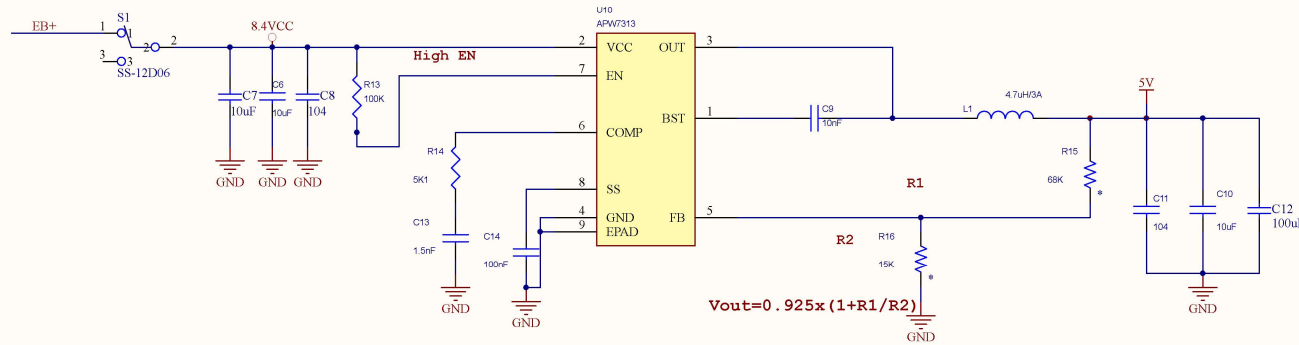 U10
APW7313
S1
EB+
1
1
2
2
3
3
SS-12D06
8.4VCC
High EN
2
VCC
OUT
3
7
EN
R13
100K
C7
10uF
C6
10uF
C8
104
GND
GND
GND
6
COMP
BST
1
C9
10nF
L1
4.7uH/3A
5V
R14
5K1
8
SS
4
GND
9
EPAD
FB
5
C13
1.5nF
C14
100nF
GND
GND
R1
R2
R15
68K
*
R16
15K
*
Vout=0.925x(1+R1/R2)
GND
C11
104
C10
10uF
C12
100u
GND